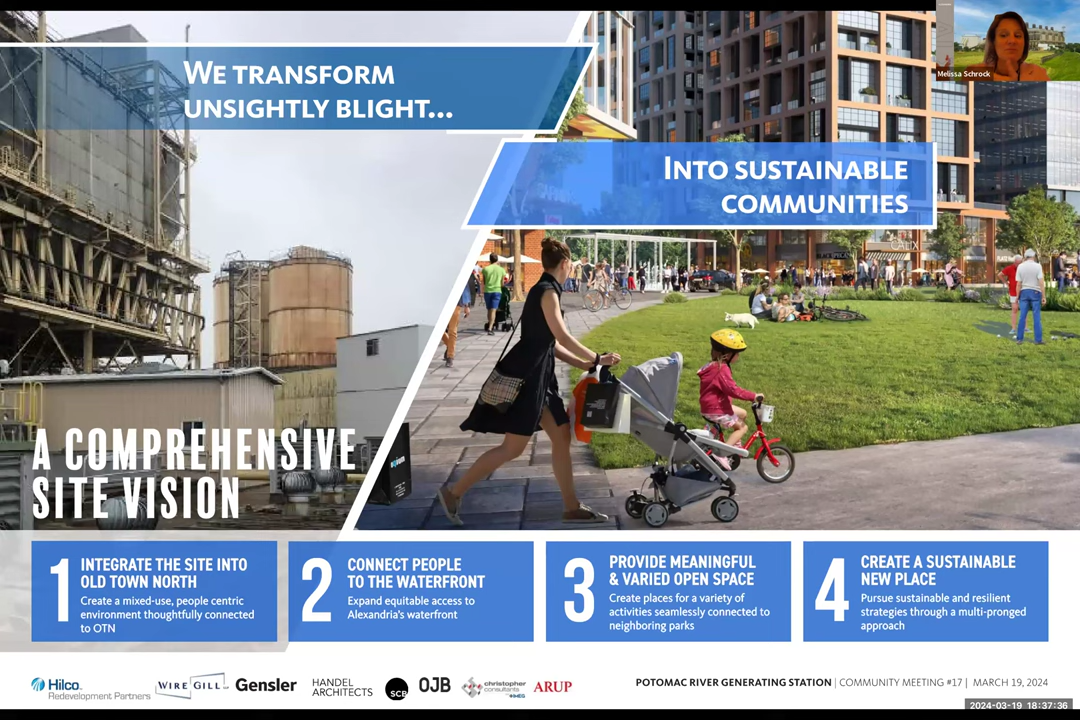 Melissa Schrock
WE TRANSFORM
UNSIGHTLY BLIGHT...
INTO SUSTAINABLE
COMMUNITIES
CALIX
A COMPREHENSIVE
SITE VISION
1
INTEGRATE THE SITE INTO
OLD TOWN NORTH
Create a mixed-use, people centric
environment thoughtfully connected
to OTN
2
CONNECT PEOPLE
TO THE WATERFRONT
Expand equitable access to
Alexandria's waterfront
3
PROVIDE MEANINGFUL
& VARIED OPEN SPACE
Create places for a variety of
activities seamlessly connected to
neighboring parks
4
CREATE A SUSTAINABLE
NEW PLACE
Pursue sustainable and resilient
strategies through a multi-pronged
approach
Hilco
Redevelopment Partners
WIRE GILL
Gensler
HANDEL
ARCHITECTS
SCB
OJB
christopher
consultants
ARUP
POTOMAC RIVER GENERATING STATION | COMMUNITY MEETING #17 | MARCH 19, 2024
2024-03-19 18:37:36